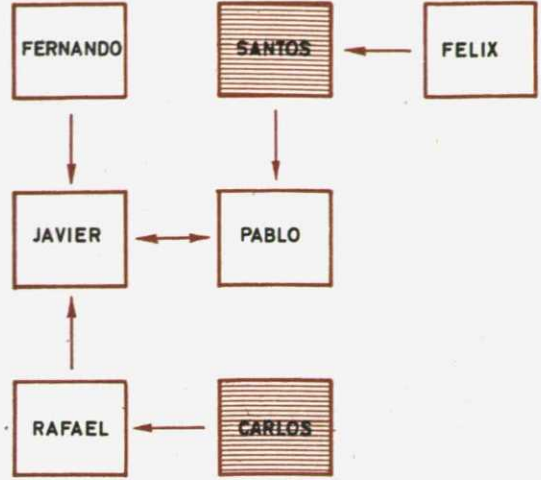 FERNANDO
SANTOS
FELIX
JAVIER
PABLO
RAFAEL
CARLOS